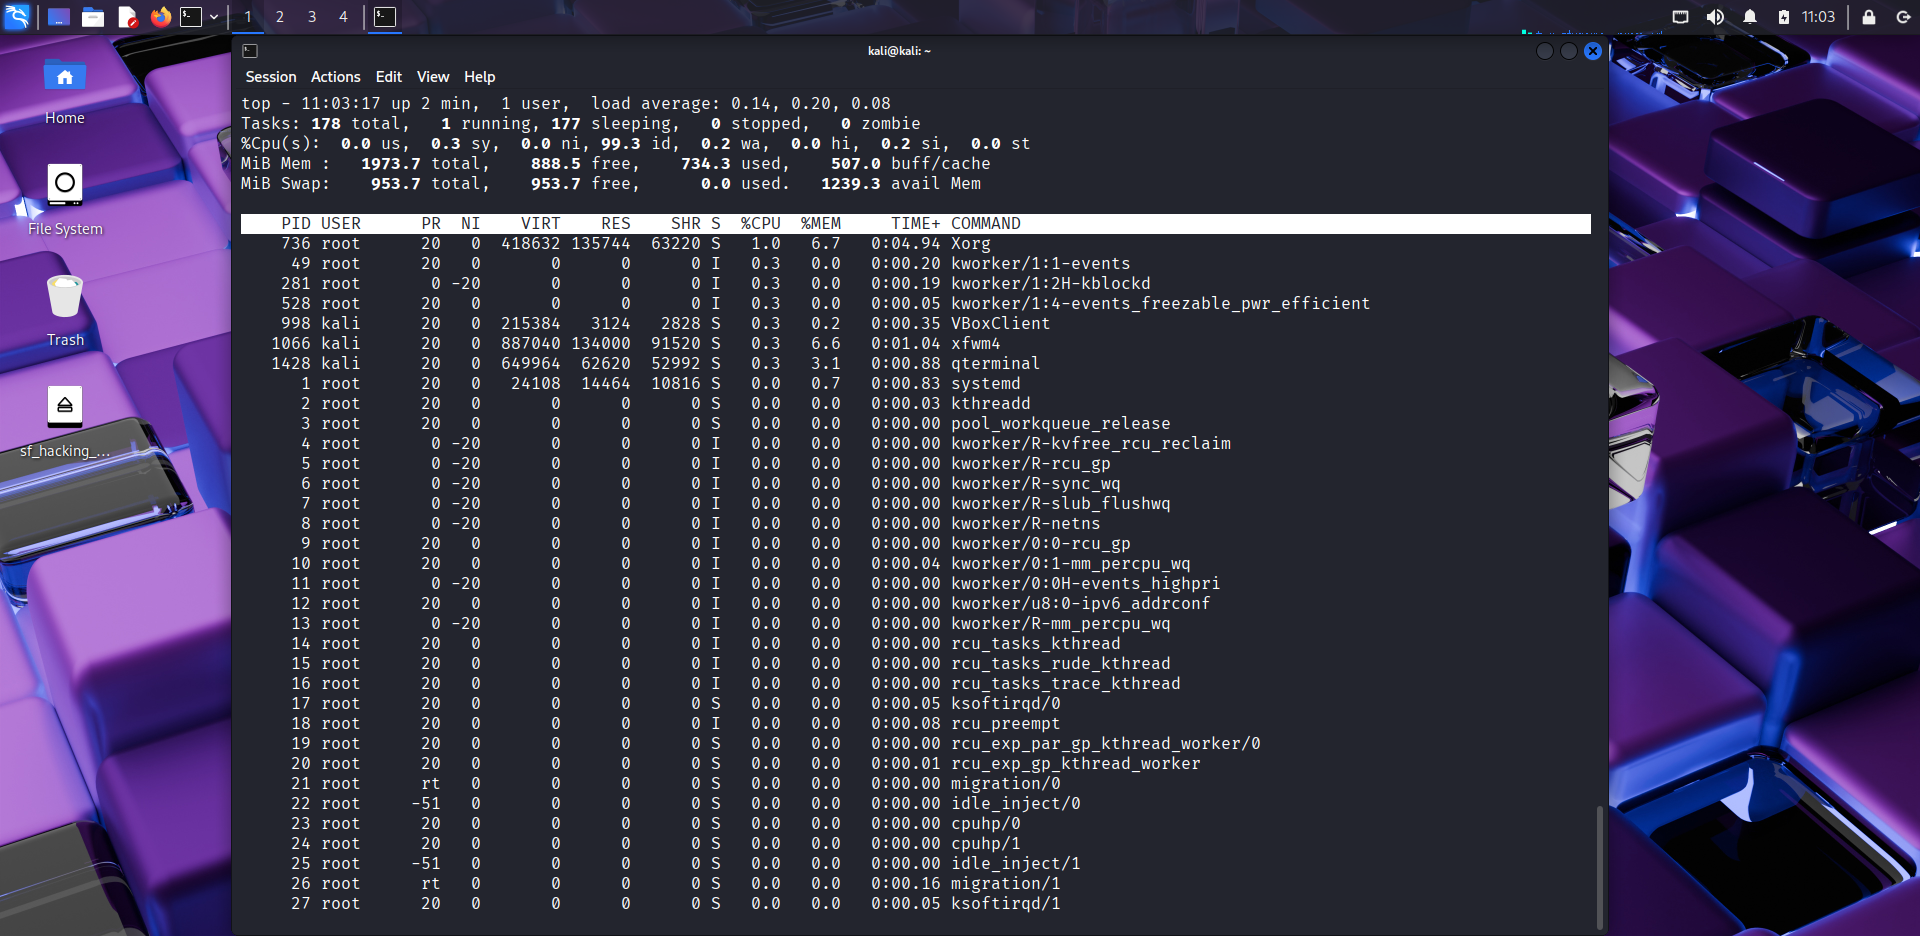 1 2 3 4 11:03
Home
File System
Trash
sf_hacking_...
kali@kali: ~
Session Actions Edit View Help
top - 11:03:17 up 2 min,  1 user,  load average: 0.14, 0.20, 0.08
Tasks: 178 total,   1 running, 177 sleeping,   0 stopped,   0 zombie
%Cpu(s):  0.0 us,  0.3 sy,  0.0 ni, 99.3 id,  0.2 wa,  0.0 hi,  0.2 si,  0.0 st
MiB Mem :   1973.7 total,    888.5 free,    734.3 used,    507.0 buff/cache
MiB Swap:    953.7 total,    953.7 free,      0.0 used.   1239.3 avail Mem
PID USER PR NI VIRT RES SHR S %CPU %MEM TIME+ COMMAND
736 root 20 0 418632 135744 63220 S 1.0 6.7 0:04.94 Xorg
49 root 20 0 0 0 0 I 0.3 0.0 0:00.20 kworker/1:1-events
281 root 0 -20 0 0 0 I 0.3 0.0 0:00.19 kworker/1:2H-kblockd
528 root 20 0 0 0 0 I 0.3 0.0 0:00.05 kworker/1:4-events_freezable_pwr_efficient
998 kali 20 0 215384 3124 2828 S 0.3 0.2 0:00.35 VBoxClient
1066 kali 20 0 887040 134000 91520 S 0.3 6.6 0:01.04 xfwm4
1428 kali 20 0 649964 62620 52992 S 0.3 3.1 0:00.88 qterminal
1 root 20 0 24108 14464 10816 S 0.0 0.7 0:00.83 systemd
2 root 20 0 0 0 0 S 0.0 0.0 0:00.03 kthreadd
3 root 20 0 0 0 0 S 0.0 0.0 0:00.00 pool_workqueue_release
4 root 0 -20 0 0 0 I 0.0 0.0 0:00.00 kworker/R-kvfree_rcu_reclaim
5 root 0 -20 0 0 0 I 0.0 0.0 0:00.00 kworker/R-rcu_gp
6 root 0 -20 0 0 0 I 0.0 0.0 0:00.00 kworker/R-sync_wq
7 root 0 -20 0 0 0 I 0.0 0.0 0:00.00 kworker/R-slub_flushwq
8 root 0 -20 0 0 0 I 0.0 0.0 0:00.00 kworker/R-netns
9 root 20 0 0 0 0 I 0.0 0.0 0:00.00 kworker/0:0-rcu_gp
10 root 20 0 0 0 0 I 0.0 0.0 0:00.04 kworker/0:1-mm_percpu_wq
11 root 0 -20 0 0 0 I 0.0 0.0 0:00.00 kworker/0:0H-events_highpri
12 root 20 0 0 0 0 I 0.0 0.0 0:00.00 kworker/u8:0-ipv6_addrconf
13 root 0 -20 0 0 0 I 0.0 0.0 0:00.00 kworker/R-mm_percpu_wq
14 root 20 0 0 0 0 I 0.0 0.0 0:00.00 rcu_tasks_kthread
15 root 20 0 0 0 0 I 0.0 0.0 0:00.00 rcu_tasks_rude_kthread
16 root 20 0 0 0 0 I 0.0 0.0 0:00.00 rcu_tasks_trace_kthread
17 root 20 0 0 0 0 S 0.0 0.0 0:00.05 ksoftirqd/0
18 root 20 0 0 0 0 I 0.0 0.0 0:00.08 rcu_preempt
19 root 20 0 0 0 0 S 0.0 0.0 0:00.00 rcu_exp_par_gp_kthread_worker/0
20 root 20 0 0 0 0 S 0.0 0.0 0:00.01 rcu_exp_gp_kthread_worker
21 root rt 0 0 0 0 S 0.0 0.0 0:00.00 migration/0
22 root -51 0 0 0 0 S 0.0 0.0 0:00.00 idle_inject/0
23 root 20 0 0 0 0 S 0.0 0.0 0:00.00 cpuhp/0
24 root 20 0 0 0 0 S 0.0 0.0 0:00.00 cpuhp/1
25 root -51 0 0 0 0 S 0.0 0.0 0:00.00 idle_inject/1
26 root rt 0 0 0 0 S 0.0 0.0 0:00.16 migration/1
27 root 20 0 0 0 0 S 0.0 0.0 0:00.05 ksoftirqd/1